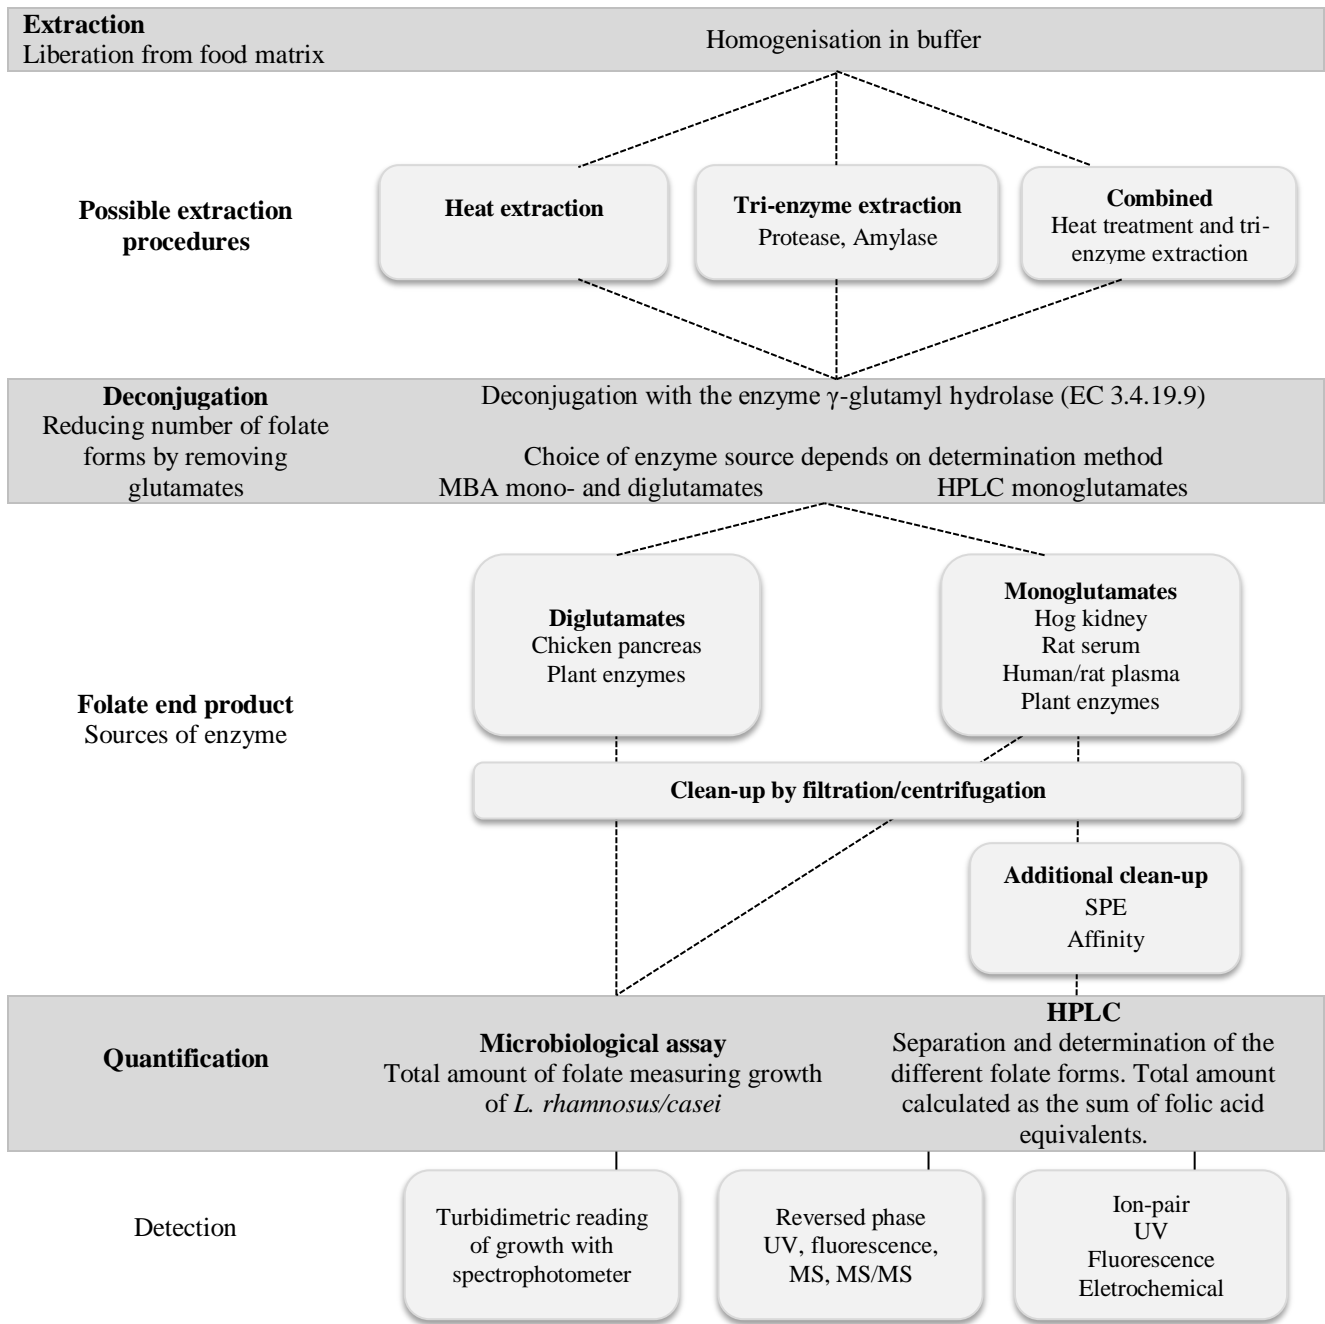 Extraction
Liberation from food matrix
Homogenisation in buffer
Possible extraction
procedures
Heat extraction
Tri-enzyme extraction
Protease, Amylase
Combined
Heat treatment and tri-
enzyme extraction
Deconjugation
Reducing number of folate
forms by removing
glutamates
Deconjugation with the enzyme γ-glutamyl hydrolase (EC 3.4.19.9)
Choice of enzyme source depends on determination method
MBA mono- and diglutamates
HPLC monoglutamates
Folate end product
Sources of enzyme
Diglutamates
Chicken pancreas
Plant enzymes
Monoglutamates
Hog kidney
Rat serum
Human/rat plasma
Plant enzymes
Clean-up by filtration/centrifugation
Additional clean-up
SPE
Affinity
Quantification
Microbiological assay
Total amount of folate measuring growth
of L. rhamnosus/casei
HPLC
Separation and determination of the
different folate forms. Total amount
calculated as the sum of folic acid
equivalents.
Detection
Turbidimetric reading
of growth with
spectrophotometer
Reversed phase
UV, fluorescence,
MS, MS/MS
Ion-pair
UV
Fluorescence
Eletrochemical